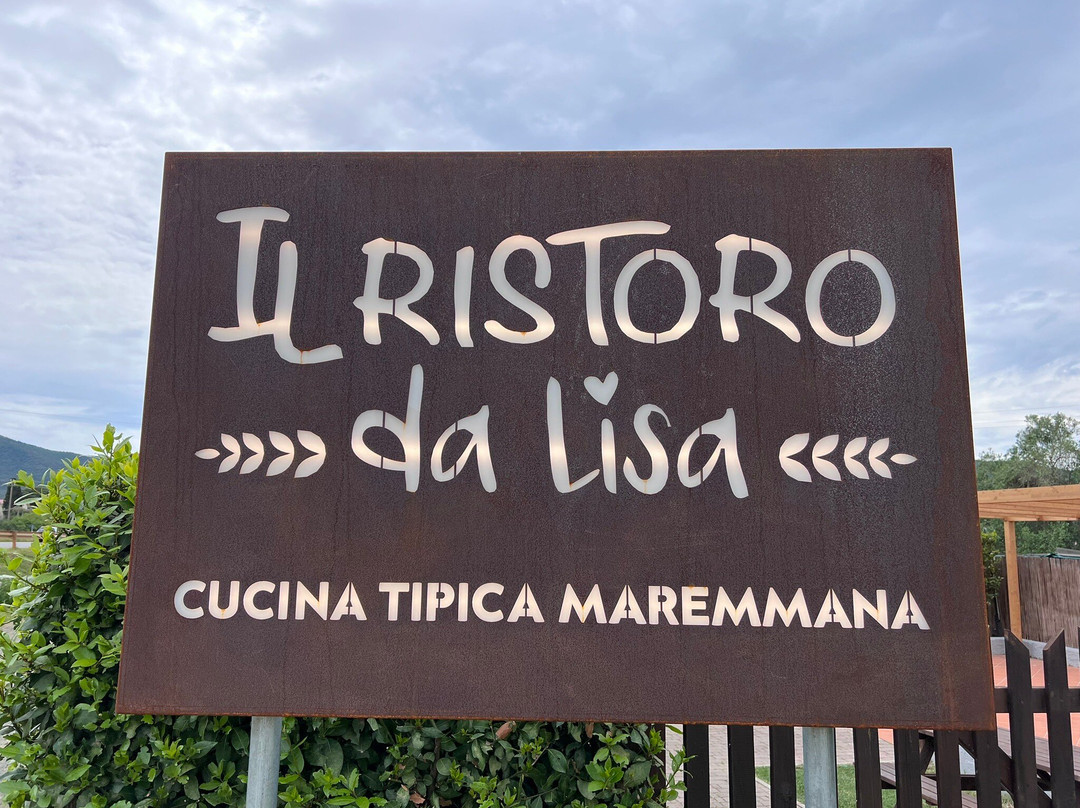 IL RISTORO
da Lisa
CUCINA TIPICA MAREMMANA